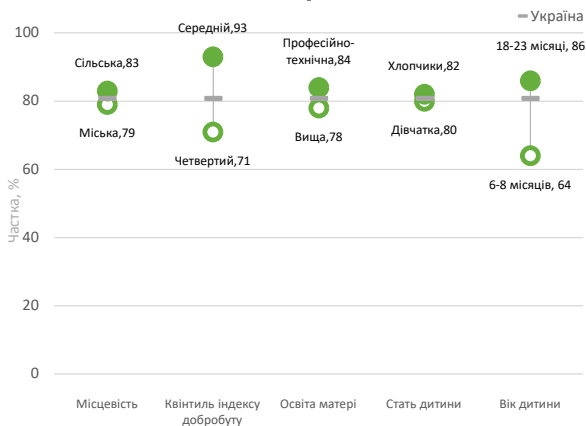 Україна
100
80
60
40
20
0
Частка, %
Сільська,83
Міська,79
Середній,93
Четвертий,71
Професійно-
технічна,84
Вища,78
Хлопчики,82
Дівчатка,80
18-23 місяці, 86
6-8 місяців, 64
Місцевість
Квінтиль індексу
добробуту
Освіта матері
Стать дитини
Вік дитини